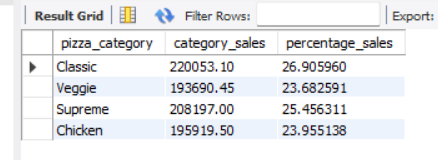 Result Grid Filter Rows: Export:
pizza_category category_sales percentage_sales
Classic 220053.10 26.905960
Veggie 193690.45 23.682591
Supreme 208197.00 25.456311
Chicken 195919.50 23.955138